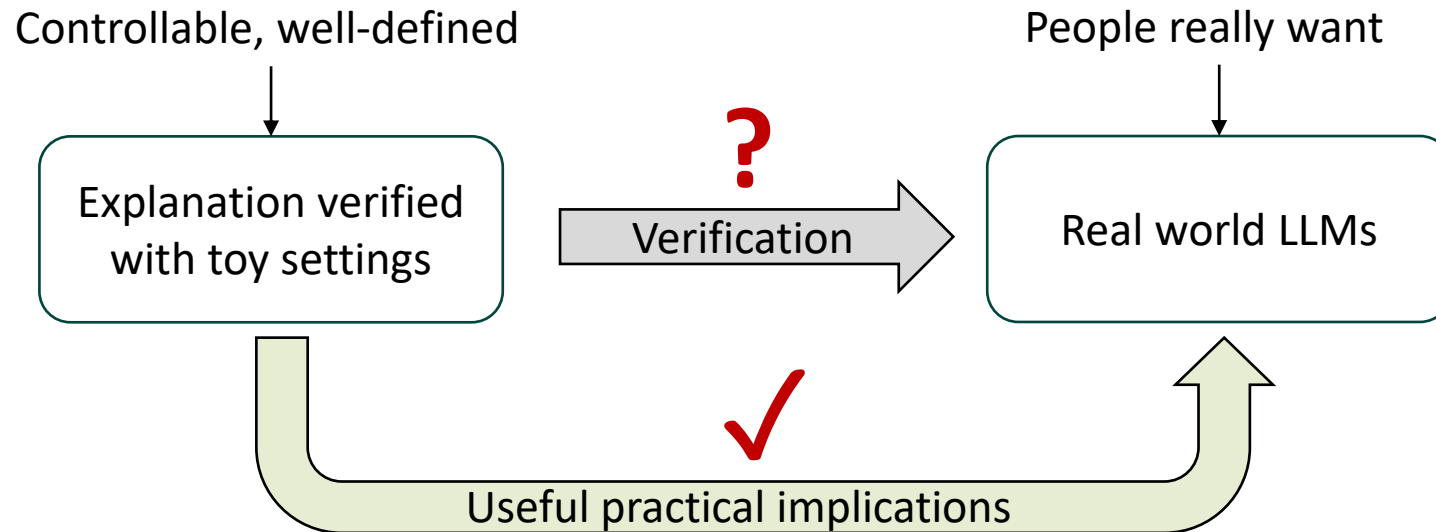 Controllable, well-defined
People really want
?
Explanation verified
with toy settings
Verification
Real world LLMs
Useful practical implications